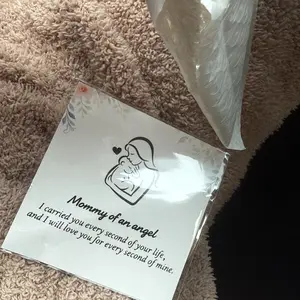 Mommy of an angel
I carried you every second of your life,
and I will love you for every second of mine.